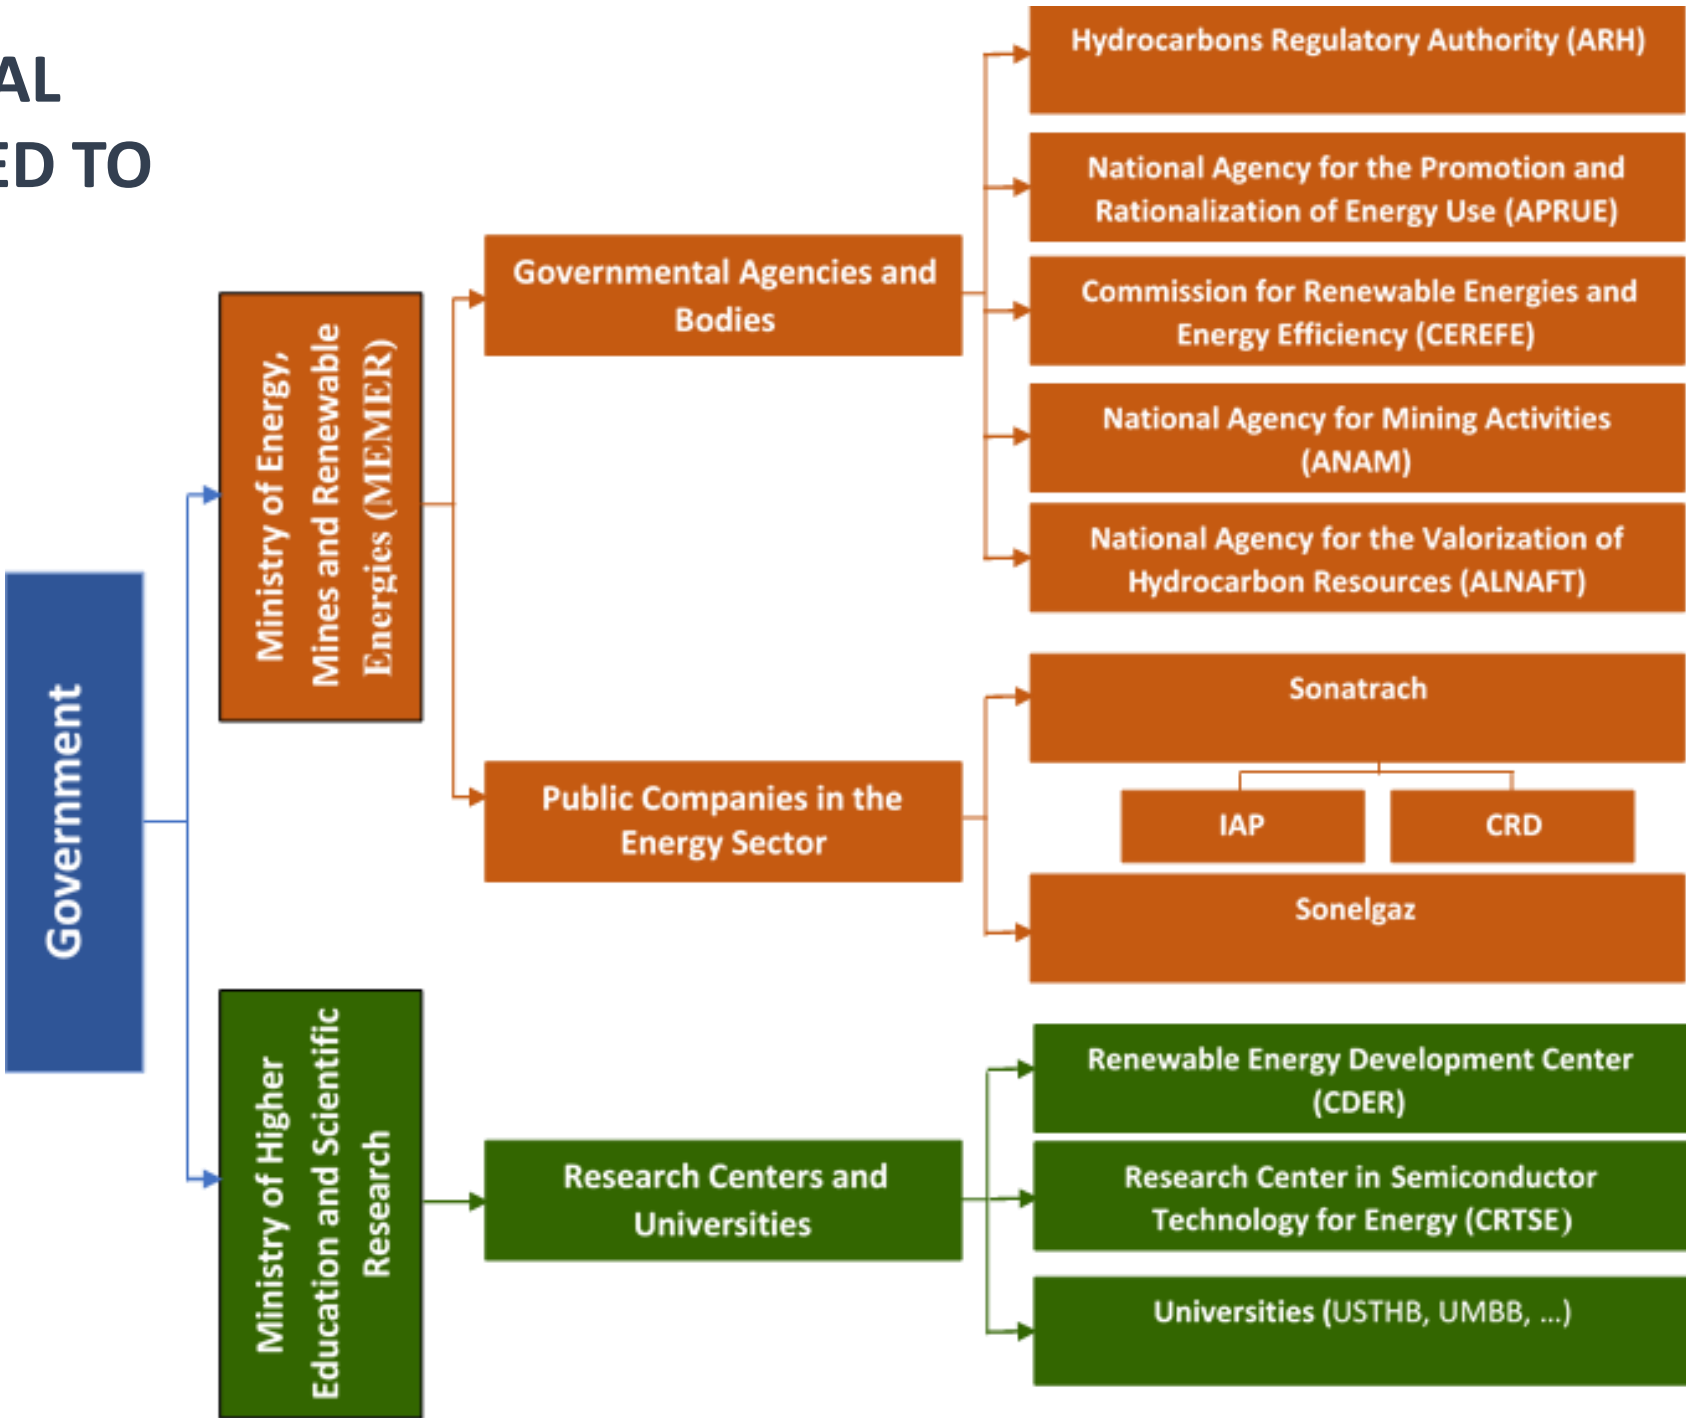 AL
ED TO
Government
Ministry of Energy,
Mines and Renewable
Energies (MEMER)
Governmental Agencies and
Bodies
Hydrocarbons Regulatory Authority (ARH)
National Agency for the Promotion and
Rationalization of Energy Use (APRUE)
Commission for Renewable Energies and
Energy Efficiency (CEREFE)
National Agency for Mining Activities
(ANAM)
National Agency for the Valorization of
Hydrocarbon Resources (ALNAFT)
Public Companies in the
Energy Sector
Sonatrach
IAP
CRD
Sonelgaz
Ministry of Higher
Education and Scientific
Research
Research Centers and
Universities
Renewable Energy Development Center
(CDER)
Research Center in Semiconductor
Technology for Energy (CRTSE)
Universities (USTHB, UMBB, ...)